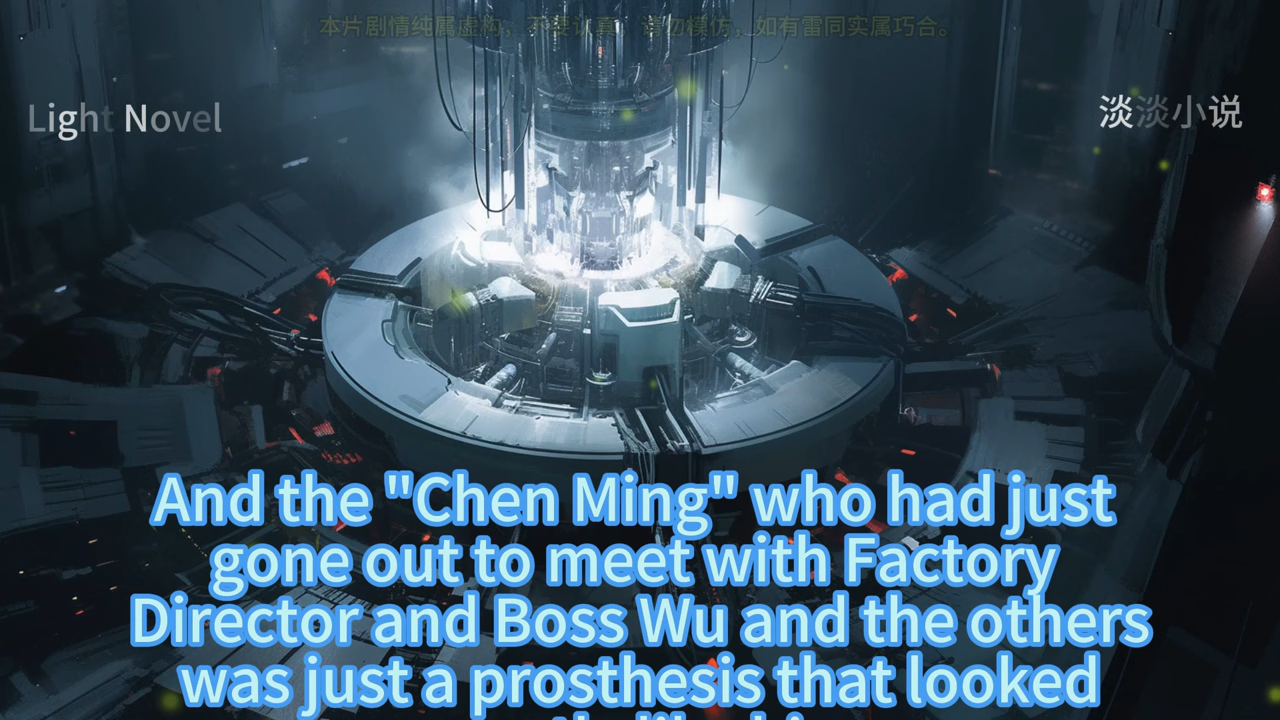 本片剧情纯属虚构，不要认真，请勿模仿，如有雷同实属巧合。
Light Novel
淡淡小说
And the "Chen Ming" who had just
gone out to meet with Factory
Director and Boss Wu and the others
was just a prosthesis that looked